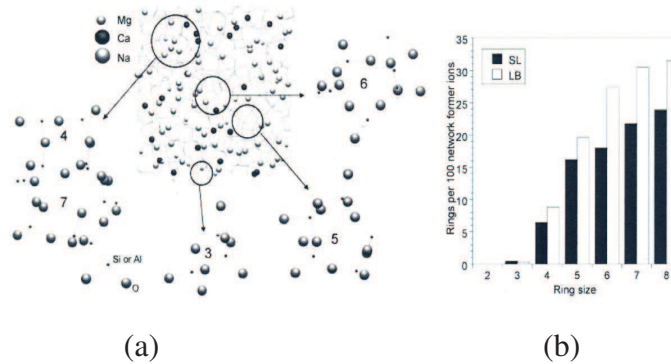 Mg
Ca
Na
6
4
7
3
5
Si or Al
O
(a)
Rings per 100 network former ions
35
30
25
20
15
10
5
0
SL
LB
2 3 4 5 6 7 8
Ring size
(b)